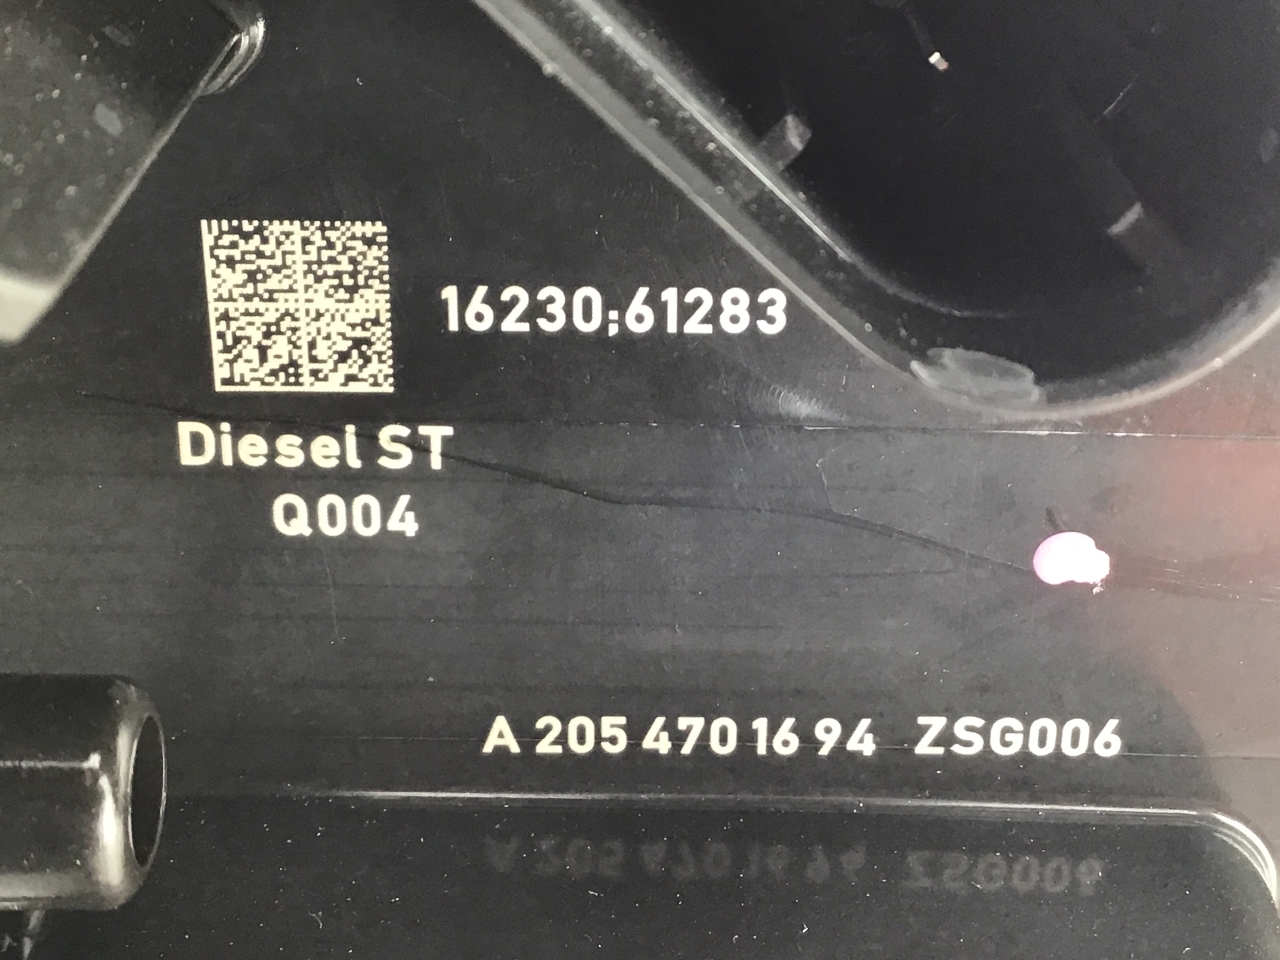 16230;61283
Diesel ST
Q004
A 205 470 16 94 ZSG006